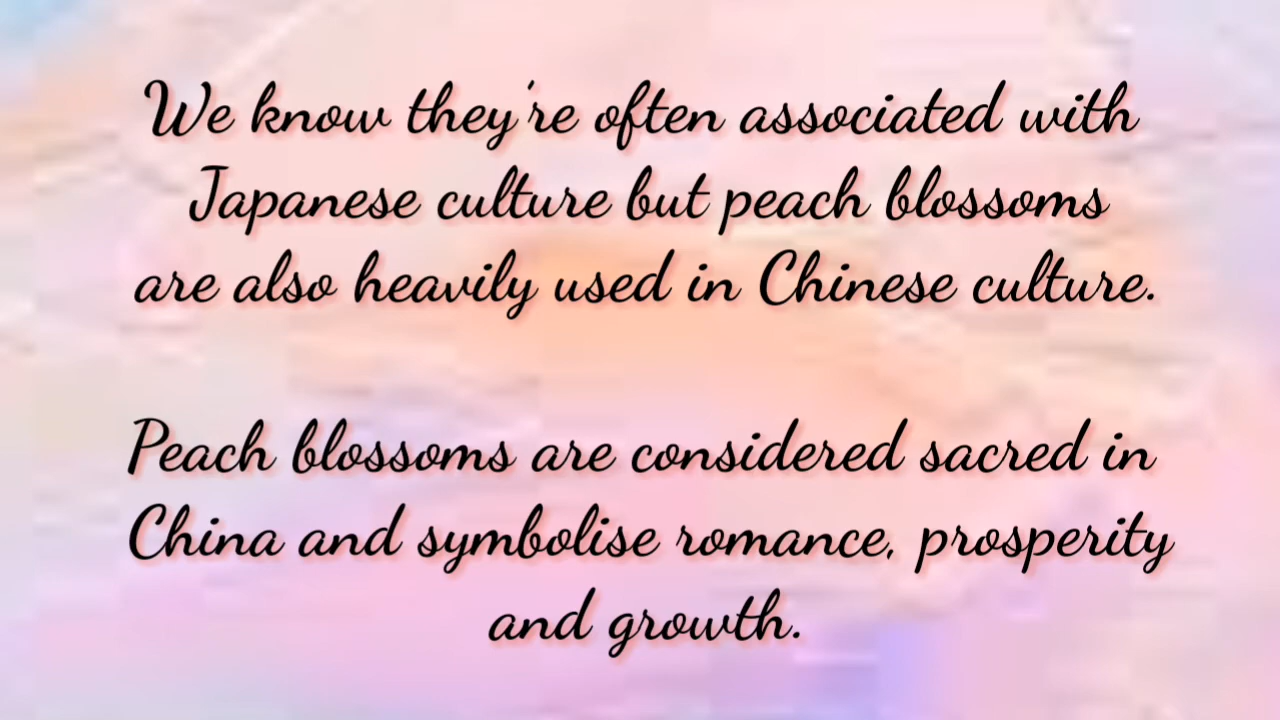 We know they're often associated with
Japanese culture but peach blossoms
are also heavily used in Chinese culture.
Peach blossoms are considered sacred in
China and symbolise romance, prosperity
and growth.